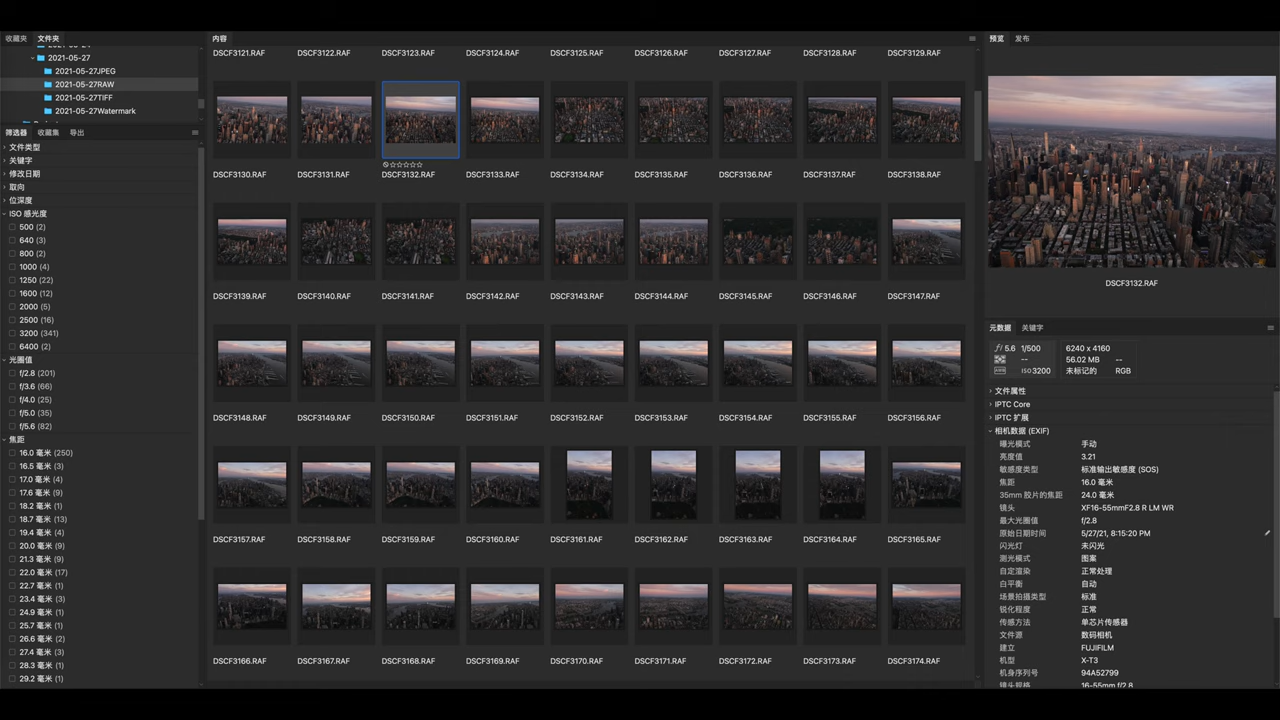 收藏夹 文件夹
2021-05-27
2021-05-27JPEG
2021-05-27RAW
2021-05-27TIFF
2021-05-27Watermark
筛选器 收藏集 导出
文件类型
关键字
修改日期
取向
位深度
ISO 感光度
500 (2)
640 (3)
800 (2)
1000 (4)
1250 (22)
1600 (12)
2000 (5)
2500 (16)
3200 (341)
6400 (2)
光圈值
f/2.8 (201)
f/3.6 (66)
f/4.0 (25)
f/5.0 (35)
f/5.6 (82)
焦距
16.0 毫米 (250)
16.5 毫米 (3)
17.0 毫米 (4)
17.6 毫米 (9)
18.2 毫米 (1)
18.7 毫米 (13)
19.4 毫米 (4)
20.0 毫米 (9)
21.3 毫米 (9)
22.0 毫米 (17)
22.7 毫米 (1)
23.4 毫米 (3)
24.9 毫米 (1)
25.7 毫米 (1)
26.6 毫米 (2)
27.4 毫米 (3)
28.3 毫米 (1)
29.2 毫米 (1)
内容
DSCF3121.RAF DSCF3122.RAF DSCF3123.RAF DSCF3124.RAF DSCF3125.RAF DSCF3126.RAF DSCF3127.RAF DSCF3128.RAF DSCF3129.RAF
DSCF3130.RAF DSCF3131.RAF DSCF3132.RAF DSCF3133.RAF DSCF3134.RAF DSCF3135.RAF DSCF3136.RAF DSCF3137.RAF DSCF3138.RAF
DSCF3139.RAF DSCF3140.RAF DSCF3141.RAF DSCF3142.RAF DSCF3143.RAF DSCF3144.RAF DSCF3145.RAF DSCF3146.RAF DSCF3147.RAF
DSCF3148.RAF DSCF3149.RAF DSCF3150.RAF DSCF3151.RAF DSCF3152.RAF DSCF3153.RAF DSCF3154.RAF DSCF3155.RAF DSCF3156.RAF
DSCF3157.RAF DSCF3158.RAF DSCF3159.RAF DSCF3160.RAF DSCF3161.RAF DSCF3162.RAF DSCF3163.RAF DSCF3164.RAF DSCF3165.RAF
DSCF3166.RAF DSCF3167.RAF DSCF3168.RAF DSCF3169.RAF DSCF3170.RAF DSCF3171.RAF DSCF3172.RAF DSCF3173.RAF DSCF3174.RAF
预览 发布
DSCF3132.RAF
元数据 关键字
f/ 5.6 1/500 6240 x 4160
-- 56.02 MB --
ISO3200 未标记的 RGB
文件属性
IPTC Core
IPTC 扩展
相机数据 (EXIF)
曝光模式 手动
亮度值 3.21
敏感度类型 标准输出敏感度 (SOS)
焦距 16.0 毫米
35mm 胶片的焦距 24.0 毫米
镜头 XF16-55mmF2.8 R LM WR
最大光圈值 f/2.8
原始日期时间 5/27/21, 8:15:20 PM
闪光灯 未闪光
测光模式 图案
自定渲染 正常处理
白平衡 自动
场景拍摄类型 标准
锐化程度 正常
传感方法 单芯片传感器
文件源 数码相机
建立 FUJIFILM
机型 X-T3
机身序列号 94A52799
镜头规格 16-55mm f/2.8